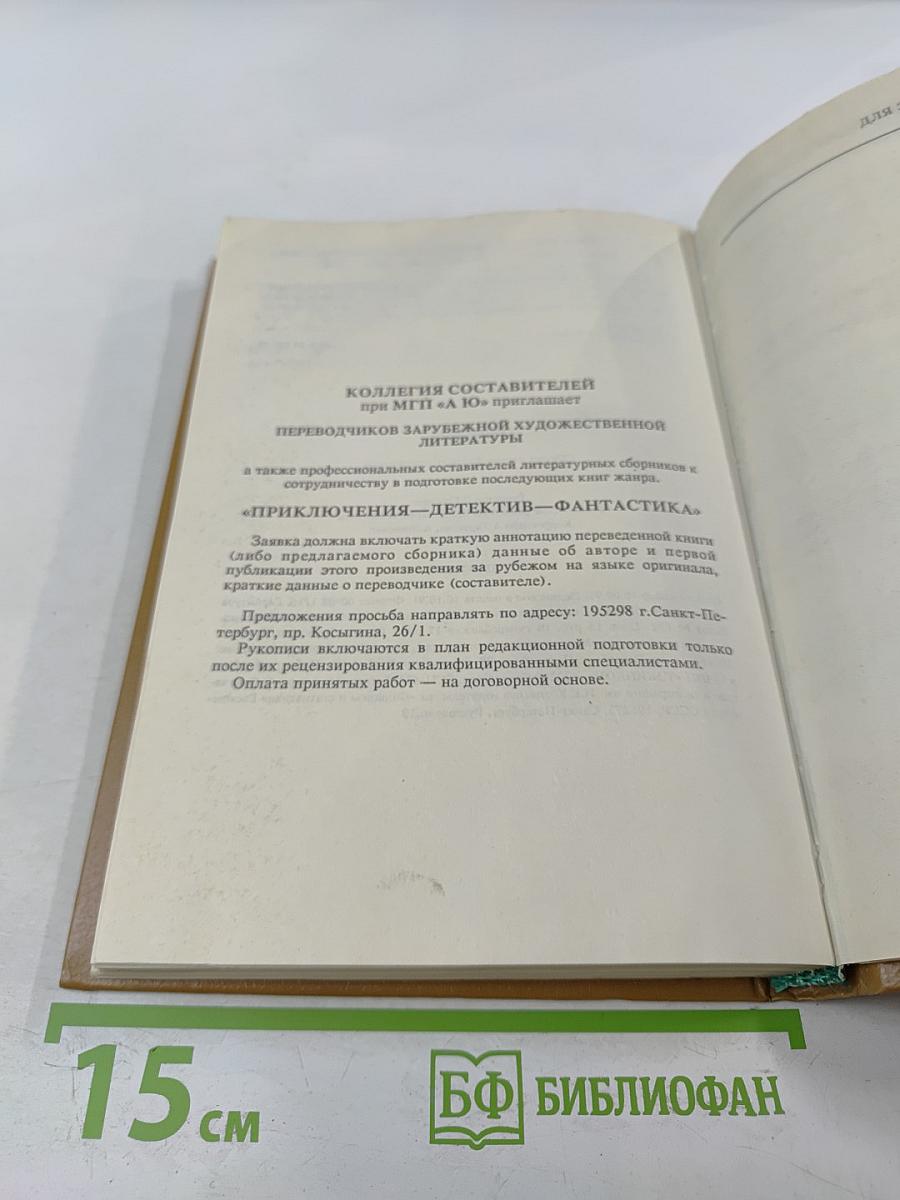 для
КОЛЛЕГИЯ СОСТАВИТЕЛЕЙ
при МГП «А Ю» приглашает
ПЕРЕВОДЧИКОВ ЗАРУБЕЖНОЙ ХУДОЖЕСТВЕННОЙ
ЛИТЕРАТУРЫ
а также профессиональных составителей литературных сборников к
сотрудничеству в подготовке последующих книг жанра.
«ПРИКЛЮЧЕНИЯ—ДЕТЕКТИВ—ФАНТАСТИКА»
Заявка должна включать краткую аннотацию переведенной книги
(либо предлагаемого сборника) данные об авторе и первой
публикации этого произведения за рубежом на языке оригинала,
краткие данные о переводчике (составителе).
Предложения просьба направлять по адресу: 195298 г.Санкт-Пе-
тербург, пр. Косыгина, 26/1.
Рукописи включаются в план редакционной подготовки только
после их рецензирования квалифицированными специалистами.
Оплата принятых работ — на договорной основе.
15 см
БФ БИБЛИОФАН